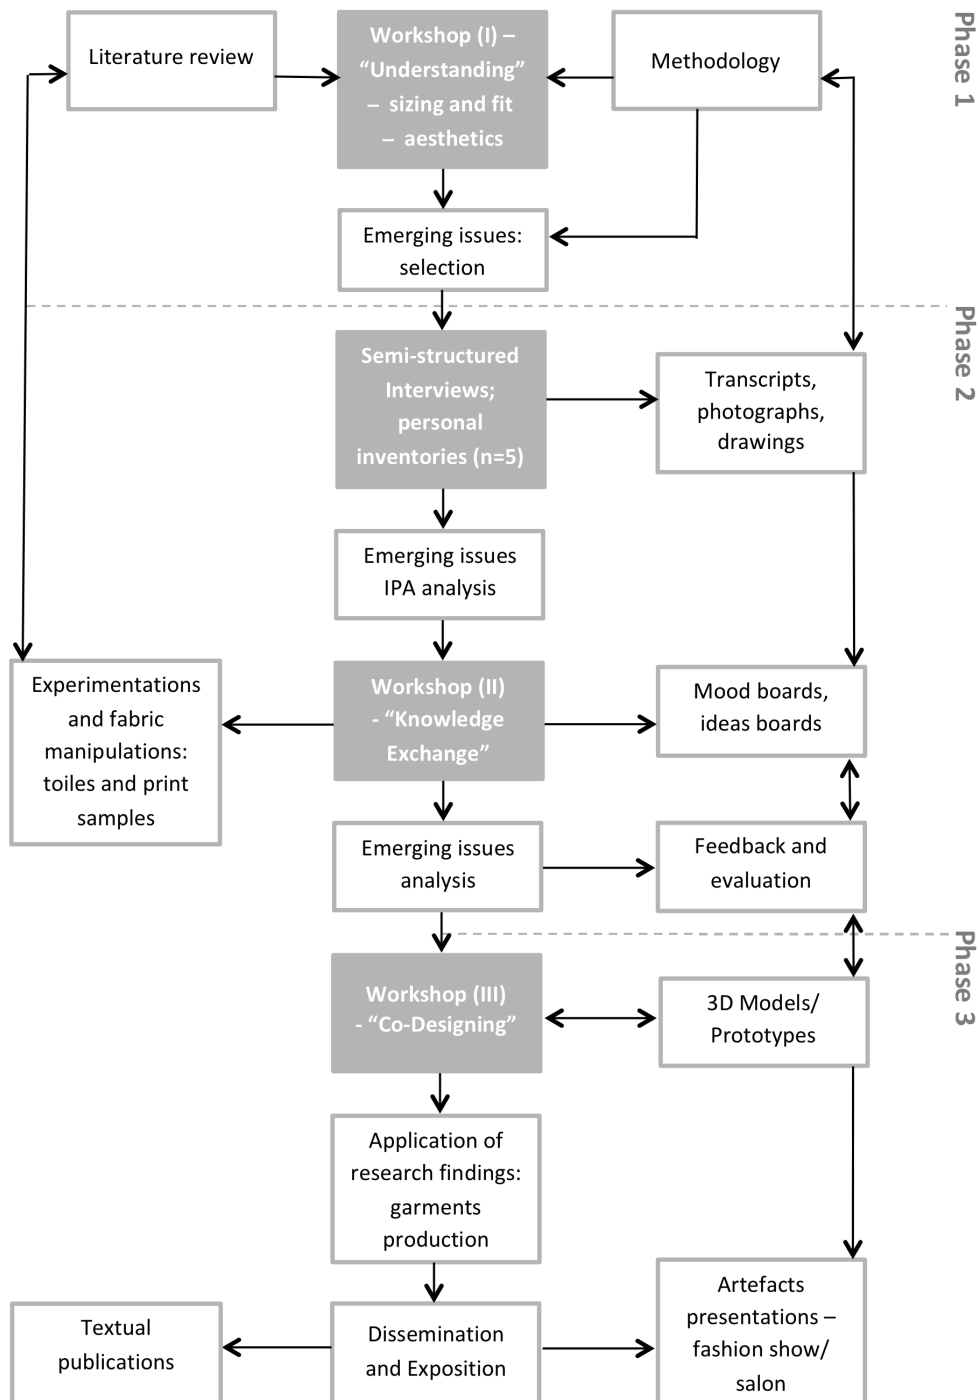 Literature review
Workshop (I) –
“Understanding”
– sizing and fit
– aesthetics
Methodology
Phase 1
Emerging issues:
selection
Phase 2
Semi-structured
Interviews;
personal
inventories (n=5)
Transcripts,
photographs,
drawings
Emerging issues
IPA analysis
Experimentations
and fabric
manipulations:
toiles and print
samples
Workshop (II)
- “Knowledge
Exchange”
Mood boards,
ideas boards
Emerging issues
analysis
Feedback and
evaluation
Phase 3
Workshop (III)
- “Co-Designing”
3D Models/
Prototypes
Application of
research findings:
garments
production
Textual
publications
Dissemination
and Exposition
Artefacts
presentations –
fashion show/
salon